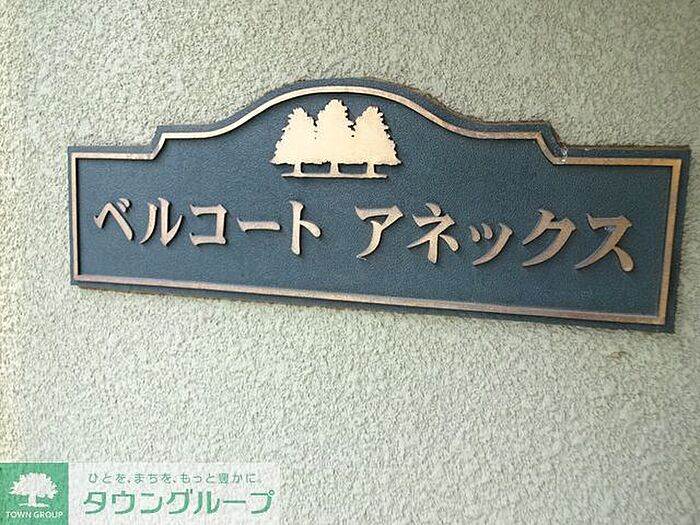 ベルコート アネックス
ひとを、まちを、もっと豊かに。
タウングループ
TOWN GROUP